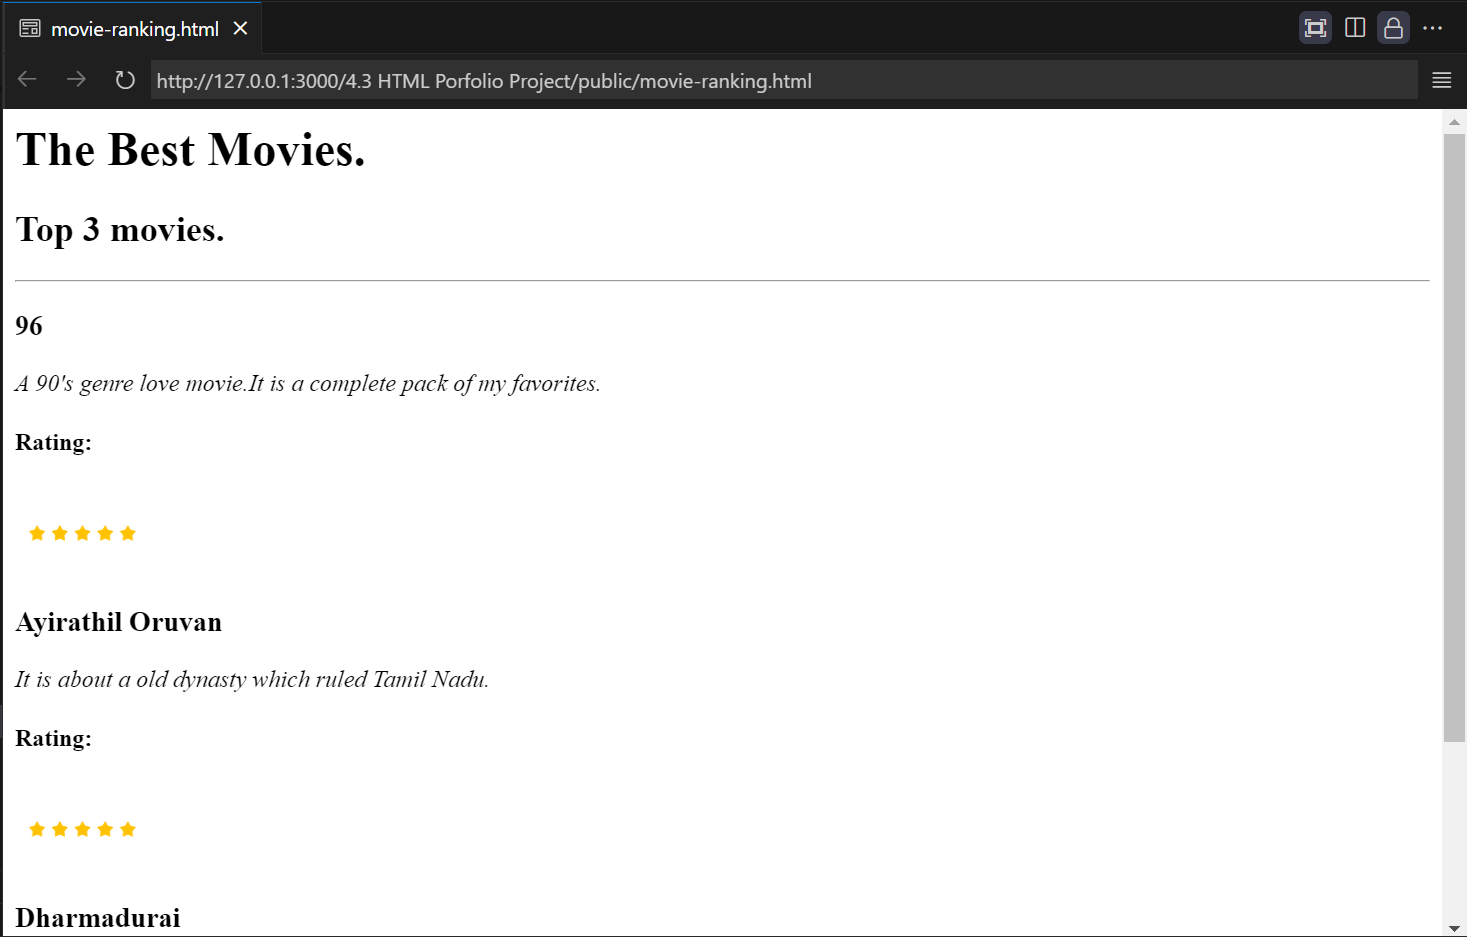 movie-ranking.html
http://127.0.0.1:3000/4.3 HTML Porfolio Project/public/movie-ranking.html
The Best Movies.
Top 3 movies.
96
A 90's genre love movie.It is a complete pack of my favorites.
Rating:
Ayirathil Oruvan
It is about a old dynasty which ruled Tamil Nadu.
Rating:
Dharmadurai